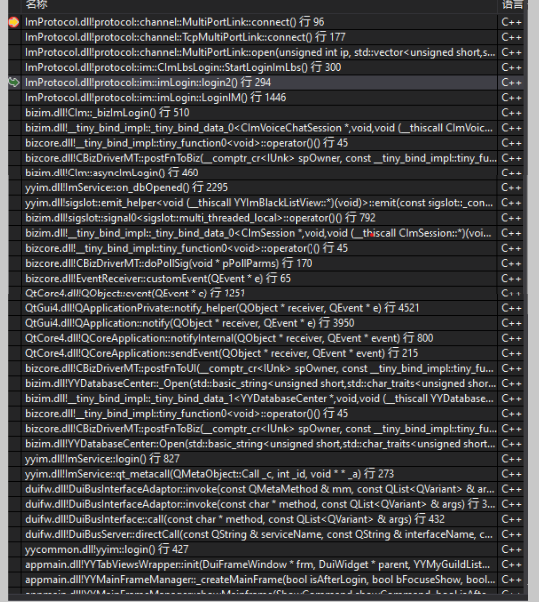 名称 语言
ImProtocol.dll!protocol::channel::MultiPortLink::connect() 行 96 C++
ImProtocol.dll!protocol::channel::TcpMultiPortLink::connect() 行 177 C++
ImProtocol.dll!protocol::channel::MultiPortLink::open(unsigned int ip, std::vector<unsigned short,s... C++
ImProtocol.dll!protocol::im::CImLbsLogin::StartLoginImLbs() 行 300 C++
ImProtocol.dll!protocol::im::imLogin::login2() 行 294 C++
ImProtocol.dll!protocol::im::imLogin::LoginIM() 行 1446 C++
bizim.dll!CIm::_bizImLogin() 行 510 C++
bizim.dll!__tiny_bind_impl::_tiny_bind_data_0<CImVoiceChatSession *,void,void (__thiscall CImVoic... C++
bizcore.dll!__tiny_bind_impl::tiny_function0<void>::operator()() 行 45 C++
bizcore.dll!CBizDriverMT::postFnToBiz(__comptr_cr<IUnk> spOwner, const __tiny_bind_impl::tiny_fu... C++
bizim.dll!CIm::asyncImLogin() 行 460 C++
yyim.dll!ImService::on_dbOpened() 行 2295 C++
yyim.dll!sigslot::emit_helper<void (__thiscall YYImBlackListView::*)(void)>::emit(const sigslot::_con... C++
bizim.dll!sigslot::signal0<sigslot::multi_threaded_local>::operator()() 行 792 C++
bizim.dll!__tiny_bind_impl::_tiny_bind_data_0<CImSession *,void,void (__thiscall CImSession::*)(voi... C++
bizcore.dll!__tiny_bind_impl::tiny_function0<void>::operator()() 行 45 C++
bizcore.dll!CBizDriverMT::doPollSig(void * pPollParms) 行 170 C++
bizcore.dll!EventReceiver::customEvent(QEvent * e) 行 65 C++
QtCore4.dll!QObject::event(QEvent * e) 行 1251 C++
QtGui4.dll!QApplicationPrivate::notify_helper(QObject * receiver, QEvent * e) 行 4521 C++
QtGui4.dll!QApplication::notify(QObject * receiver, QEvent * e) 行 3950 C++
QtCore4.dll!QCoreApplication::notifyInternal(QObject * receiver, QEvent * event) 行 800 C++
QtCore4.dll!QCoreApplication::sendEvent(QObject * receiver, QEvent * event) 行 215 C++
bizcore.dll!CBizDriverMT::postFnToUI(__comptr_cr<IUnk> spOwner, const __tiny_bind_impl::tiny_fu... C++
bizim.dll!YYDatabaseCenter::_Open(std::basic_string<unsigned short,std::char_traits<unsigned shor... C++
bizim.dll!__tiny_bind_impl::_tiny_bind_data_1<YYDatabaseCenter *,void,void (__thiscall YYDatabase... C++
bizcore.dll!__tiny_bind_impl::tiny_function0<void>::operator()() 行 45 C++
bizcore.dll!CBizDriverMT::postFnToBiz(__comptr_cr<IUnk> spOwner, const __tiny_bind_impl::tiny_fu... C++
bizim.dll!YYDatabaseCenter::Open(std::basic_string<unsigned short,std::char_traits<unsigned short... C++
yyim.dll!ImService::login() 行 827 C++
yyim.dll!ImService::qt_metacall(QMetaObject::Call _c, int _id, void * * _a) 行 273 C++
duifw.dll!DuiBusInterfaceAdaptor::invoke(const QMetaMethod & mm, const QList<QVariant> & ar... C++
duifw.dll!DuiBusInterfaceAdaptor::invoke(const char * method, const QList<QVariant> & args) 行 3... C++
duifw.dll!DuiBusInterface::call(const char * method, const QList<QVariant> & args) 行 432 C++
duifw.dll!DuiBusServer::directCall(const QString & serviceName, const QString & interfaceName, c... C++
yycommon.dll!yyim::login() 行 427 C++
appmain.dll!YYTabViewsWrapper::init(DuiFrameWindow * frm, DuiWidget * parent, YYMyGuildList... C++
appmain.dll!YYMainFrameManager::_createMainFrame(bool isAfterLogin, bool bFocuseShow, bool... C++